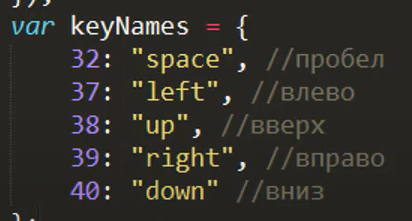 });
var keyNames = {
32: "space", //пробел
37: "left", //влево
38: "up", //вверх
39: "right", //вправо
40: "down" //вниз
};